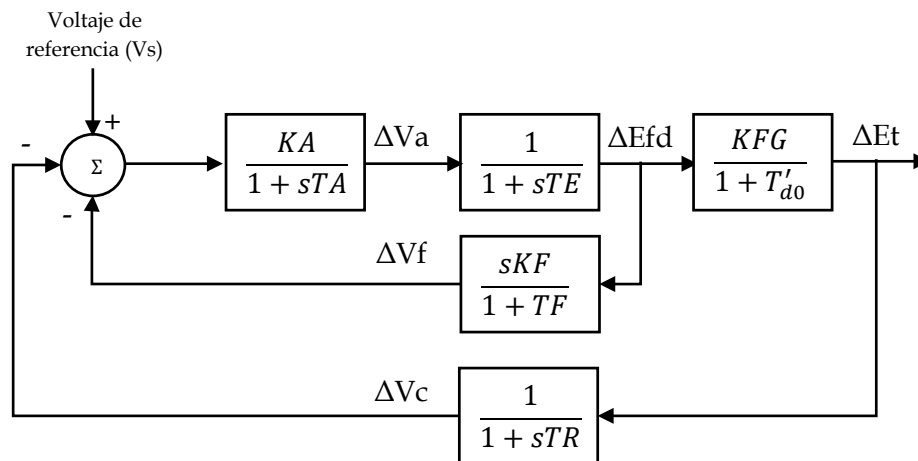 Voltaje de
referencia (Vs)
+
-
Σ
-
KA
1 + sTA
ΔVa
1
1 + sTE
ΔEfd
KFG
1 + T′d0
ΔEt
ΔVf
sKF
1 + TF
ΔVc
1
1 + sTR